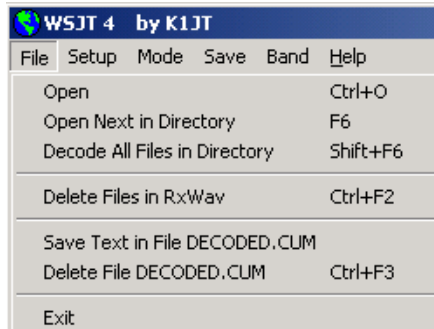 WSJT 4 by K1JT
File Setup Mode Save Band Help
Open Ctrl+O
Open Next in Directory F6
Decode All Files in Directory Shift+F6
Delete Files in RxWav Ctrl+F2
Save Text in File DECODED.CUM
Delete File DECODED.CUM Ctrl+F3
Exit